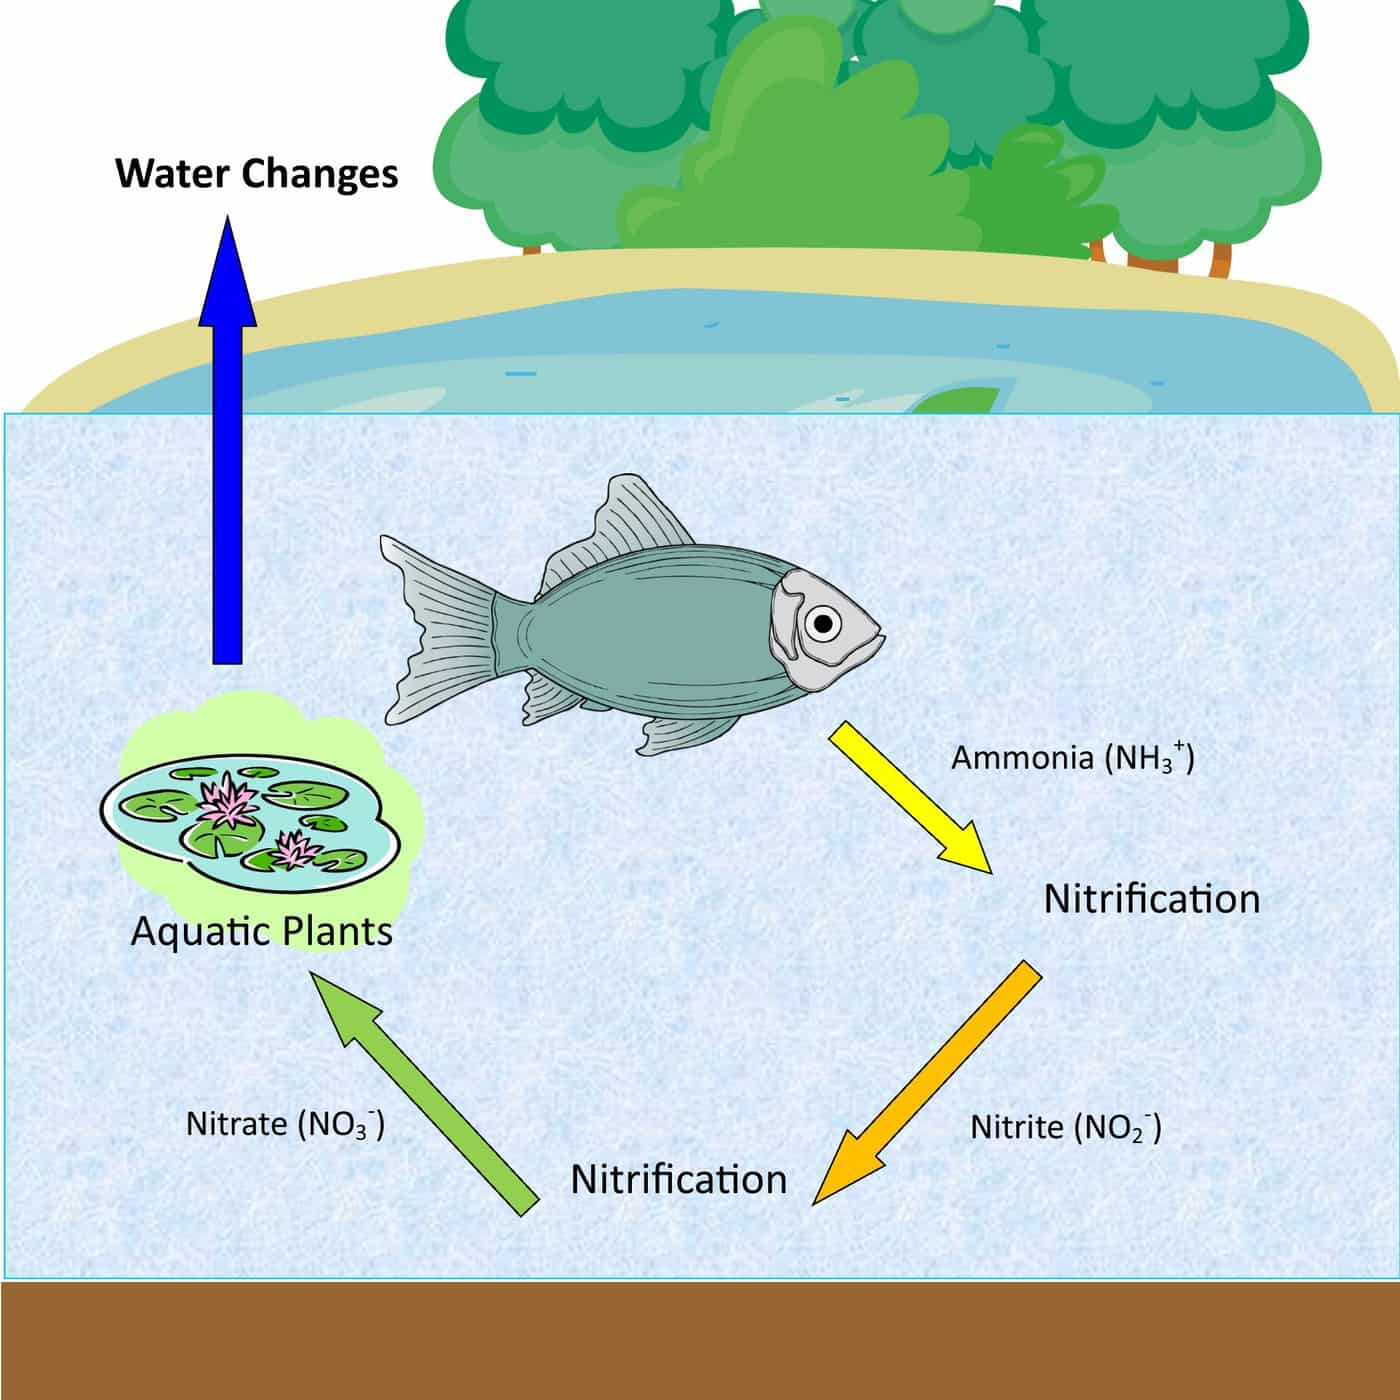 Water Changes
Ammonia (NH₃⁺)
Nitrification
Aquatic Plants
Nitrate (NO₃⁻)
Nitrite (NO₂⁻)
Nitrification